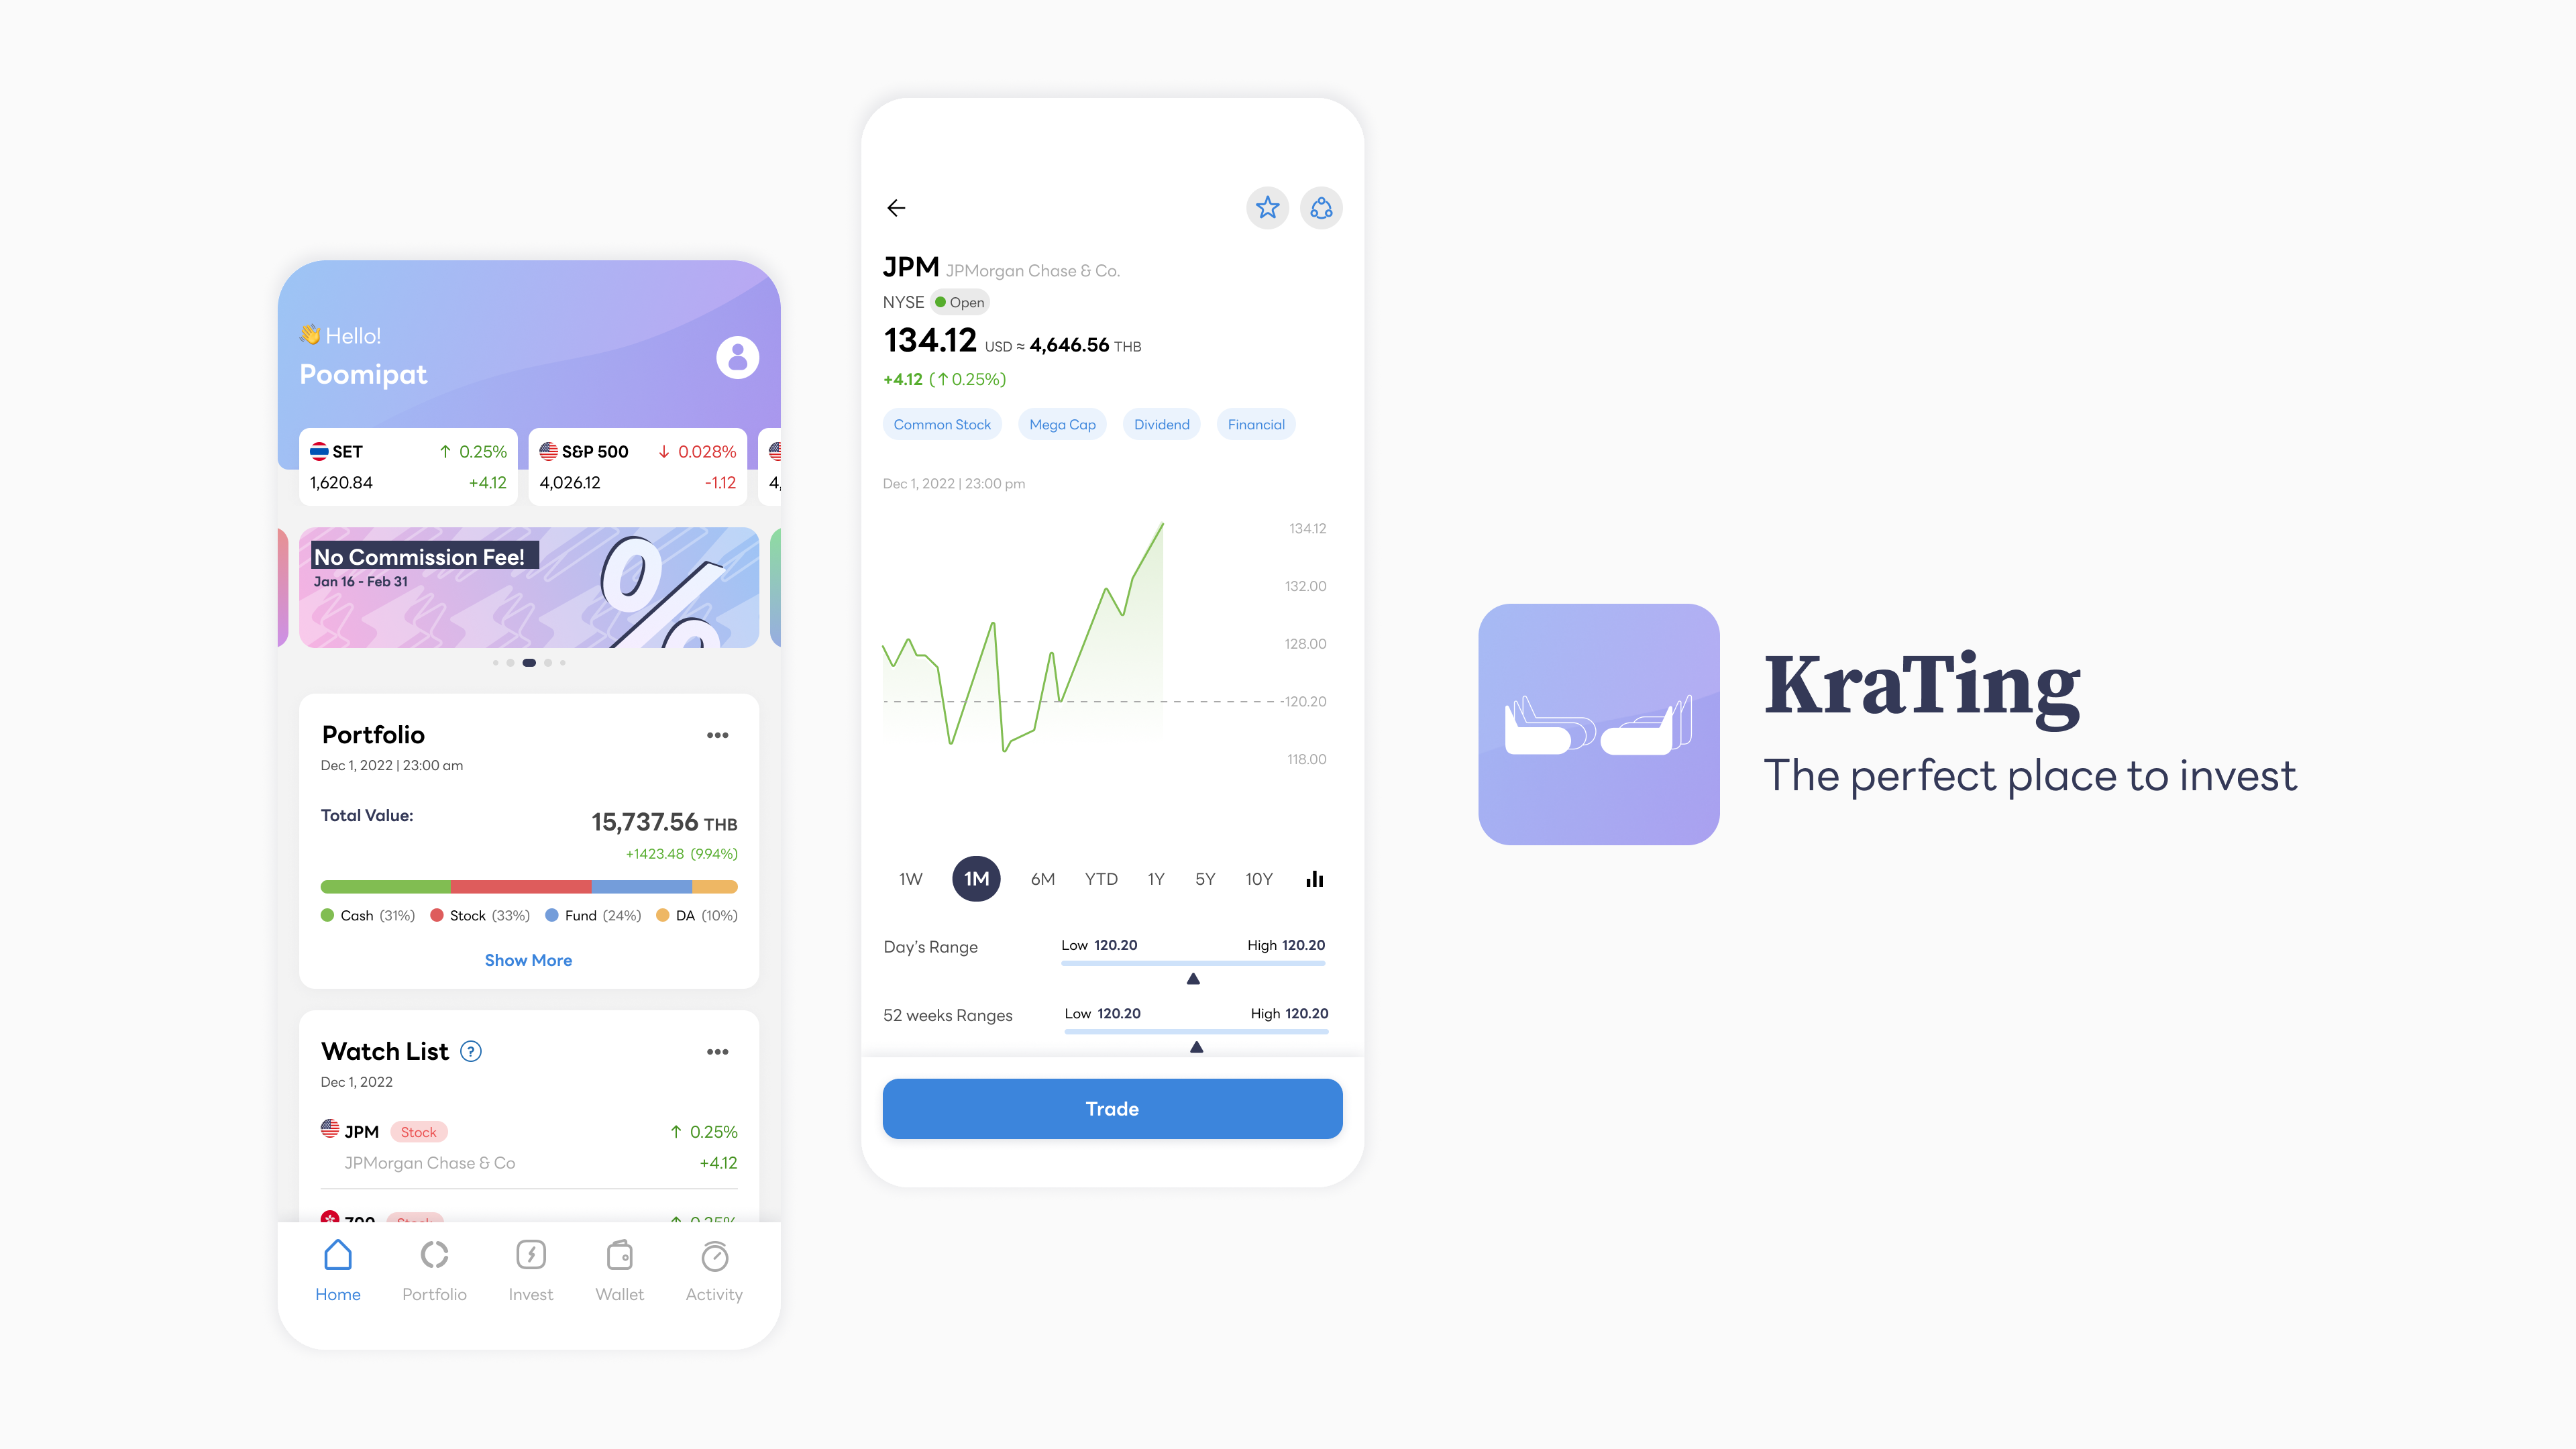 👋 Hello!
Poomipat
SET ↑ 0.25%
1,620.84 +4.12
S&P 500 ↓ 0.028%
4,026.12 -1.12
4,
No Commission Fee!
Jan 16 - Feb 31
%
Portfolio •••
Dec 1, 2022 | 23:00 am
Total Value: 15,737.56 THB
+1423.48 (9.94%)
Cash (31%) Stock (33%) Fund (24%) DA (10%)
Show More
Watch List ? •••
Dec 1, 2022
JPM Stock ↑ 0.25%
JPMorgan Chase & Co +4.12
700 Stock ↑ 0.25%
Home Portfolio Invest Wallet Activity
JPM JPMorgan Chase & Co.
NYSE Open
134.12 USD ≈ 4,646.56 THB
+4.12 (↑0.25%)
Common Stock Mega Cap Dividend Financial
Dec 1, 2022 | 23:00 pm
134.12
132.00
128.00
120.20
118.00
1W 1M 6M YTD 1Y 5Y 10Y
Day's Range Low 120.20 High 120.20
52 weeks Ranges Low 120.20 High 120.20
Trade
KraTing
The perfect place to invest